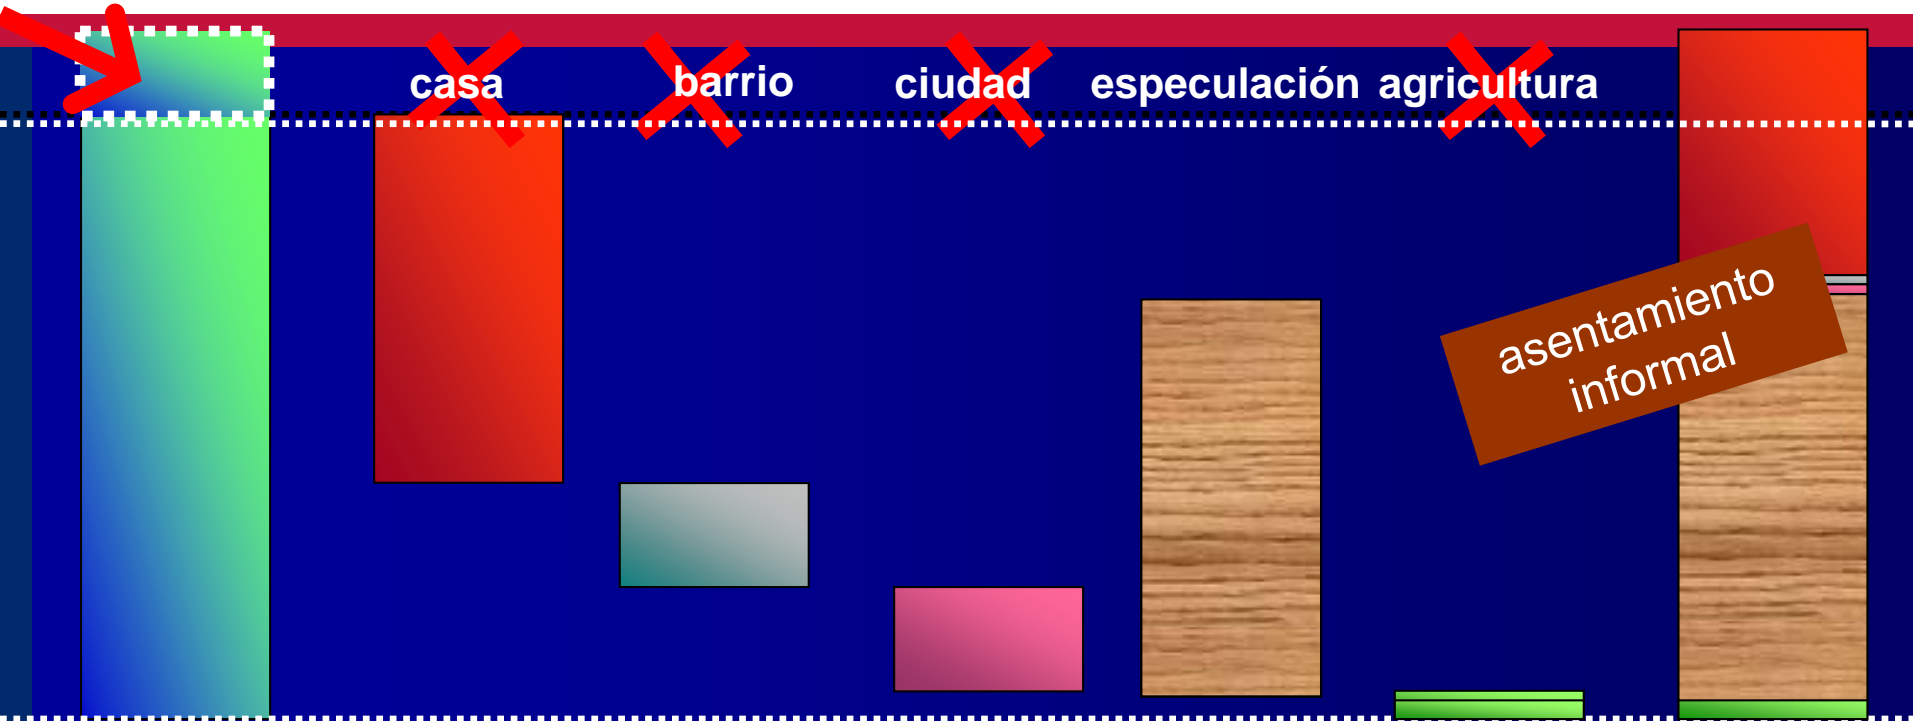 casa barrio ciudad especulación agricultura
asentamiento
informal